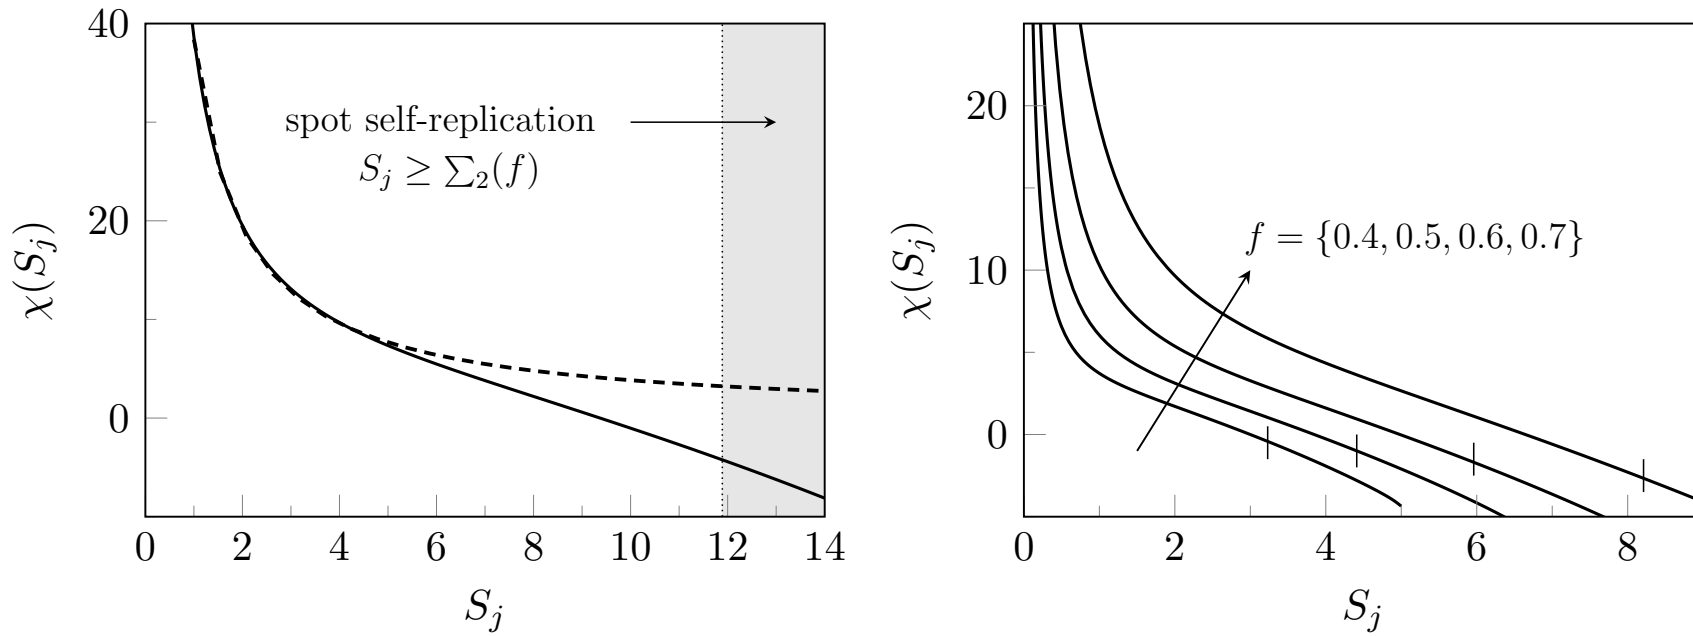 40
20
0
χ(S_j)
spot self-replication
S_j ≥ ∑_2(f)
0 2 4 6 8 10 12 14
S_j
20
10
0
χ(S_j)
f = {0.4, 0.5, 0.6, 0.7}
0 2 4 6 8
S_j